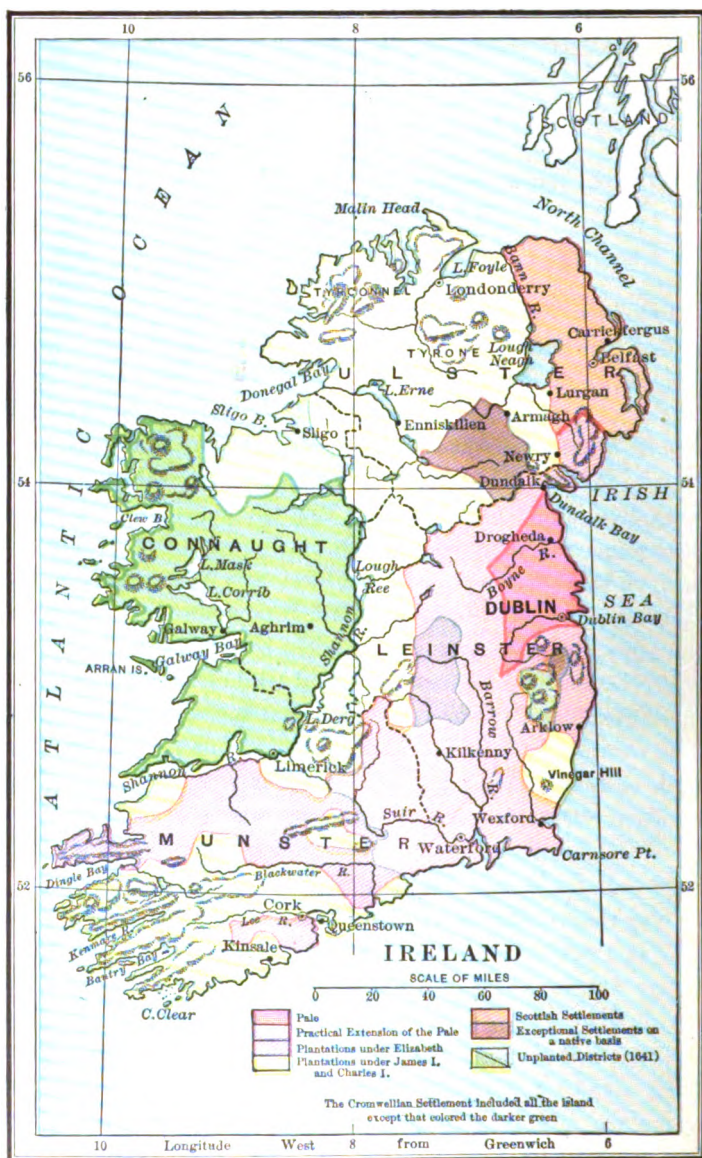 10 8 6
56 56
SCOTLAND
ATLANTIC OCEAN
North Channel
Malin Head
L. Foyle
Bann R.
Londonderry
TYRCONNEL
Carrickfergus
TYRONE
Lough Neagh
Belfast
ULSTER
Donegal Bay
L. Erne
Lurgan
Sligo B.
Armagh
Sligo
Enniskillen
Newry
54 54
Dundalk
IRISH SEA
Dundalk Bay
Clew B.
CONNAUGHT
Drogheda
L. Mask
Lough Ree
Boyne R.
L. Corrib
DUBLIN
Galway
Aghrim
Shannon R.
Dublin Bay
Galway Bay
LEINSTER
ARRAN IS.
Barrow R.
L. Derg
Arklow
Kilkenny
Limerick
Shannon R.
Vinegar Hill
Suir R.
Wexford
MUNSTER
Waterford
Carnsore Pt.
Dingle Bay
Blackwater R.
52 52
Cork
Kenmare R.
Lee R.
Queenstown
Bantry Bay
Kinsale
C. Clear
IRELAND
SCALE OF MILES
0 20 40 60 80 100
Pale
Practical Extension of the Pale
Plantations under Elizabeth
Plantations under James I.
and Charles I.
Scottish Settlements
Exceptional Settlements on
a native basis
Unplanted Districts (1641)
The Cromwellian Settlement included all the island
except that colored the darker green
10 Longitude West 8 from Greenwich 6